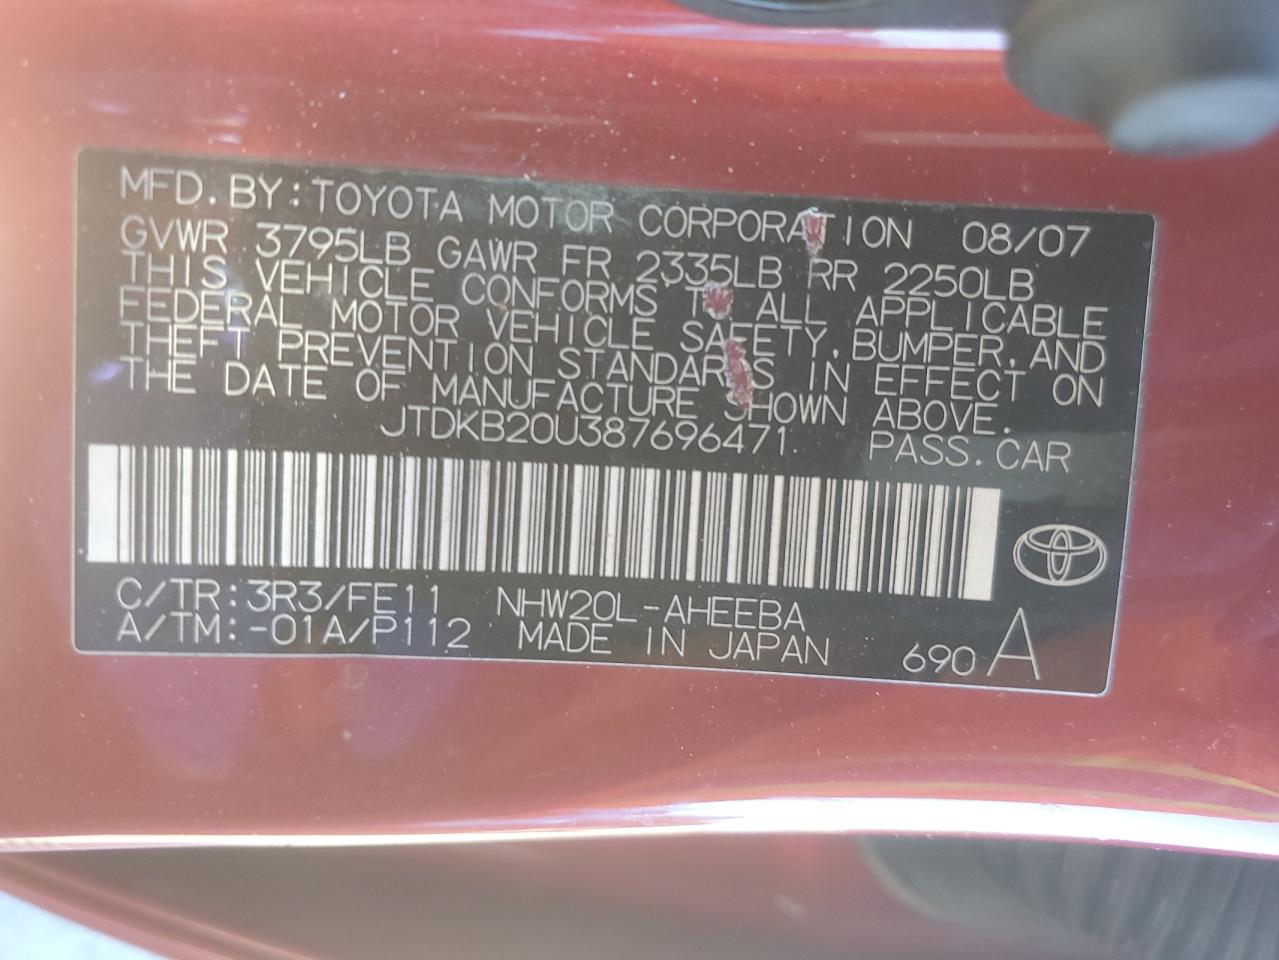 MFD. BY: TOYOTA MOTOR CORPORATION 08/07
GVWR 3795LB GAWR FR 2335LB RR 2250LB
THIS VEHICLE CONFORMS TO ALL APPLICABLE
FEDERAL MOTOR VEHICLE SAFETY, BUMPER, AND
THEFT PREVENTION STANDARDS IN EFFECT ON
THE DATE OF MANUFACTURE SHOWN ABOVE.
JTDKB20U387696471 PASS. CAR
C/TR: 3R3/FE11 NHW20L-AHEEBA
A/TM: -01A/P112 MADE IN JAPAN 690 A